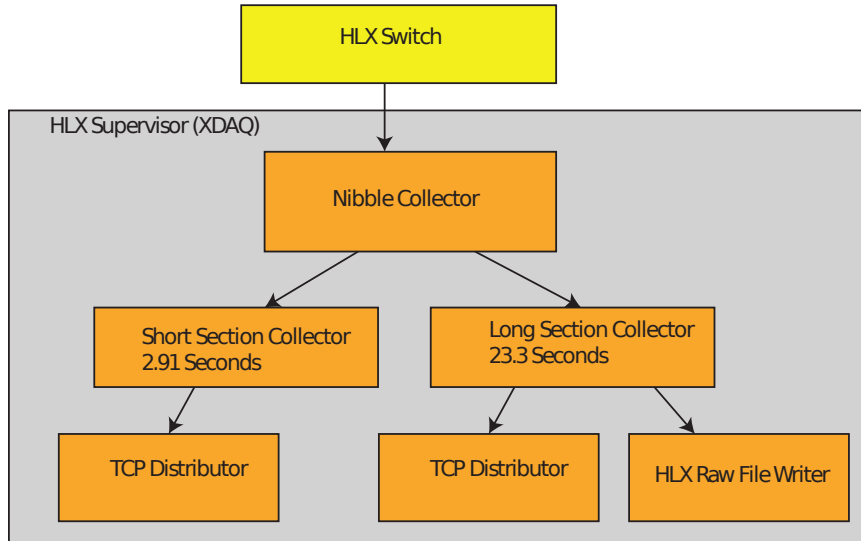 HLX Switch
HLX Supervisor (XDAQ)
Nibble Collector
Short Section Collector
2.91 Seconds
Long Section Collector
23.3 Seconds
TCP Distributor
TCP Distributor
HLX Raw File Writer